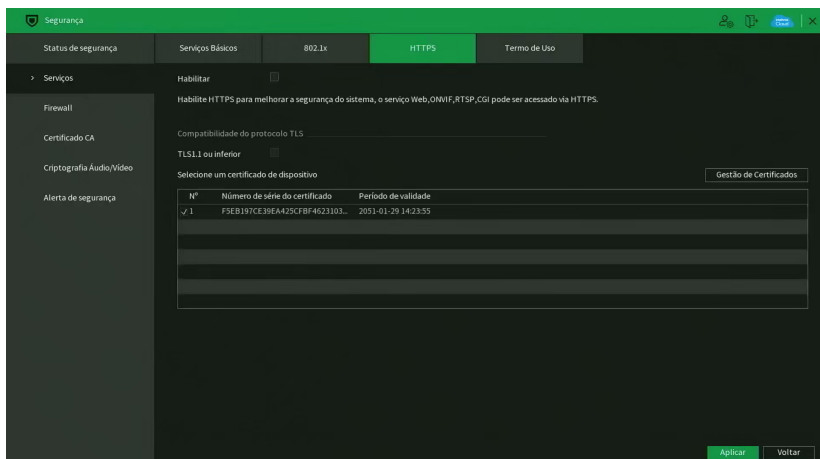 Segurança
Cloud
Status de segurança
Serviços Básicos
802.1x
HTTPS
Termo de Uso
Serviços
Firewall
Certificado CA
Criptografia Áudio/Vídeo
Alerta de segurança
Habilitar
Habilite HTTPS para melhorar a segurança do sistema, o serviço Web,ONVIF,RTSP,CGI pode ser acessado via HTTPS.
Compatibilidade do protocolo TLS
TLS1.1 ou inferior
Selecione um certificado de dispositivo
Gestão de Certificados
Nº Número de série do certificado Período de validade
1 F5EB197CE39EA425CFBF4623103... 2051-01-29 14:23:55
Aplicar
Voltar